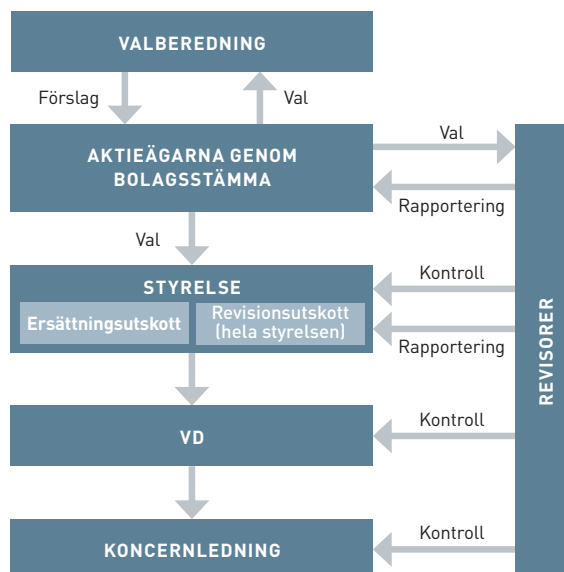 VALBEREDNING
Förslag
Val
AKTIEÄGARNA GENOM
BOLAGSSTÄMMA
Val
Rapportering
Val
STYRELSE
Ersättningsutskott
Revisionsutskott
(hela styrelsen)
Kontroll
Rapportering
VD
Kontroll
KONCERNLEDNING
Kontroll
REVISORER